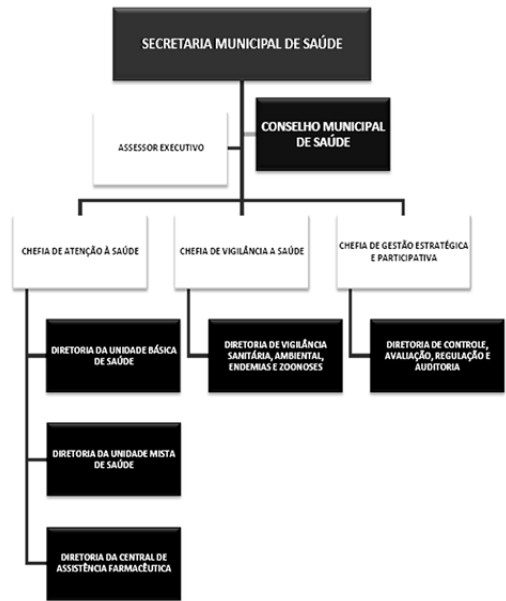 SECRETARIA MUNICIPAL DE SAÚDE
CONSELHO MUNICIPAL
DE SAÚDE
ASSESSOR EXECUTIVO
CHEFIA DE ATENÇÃO À SAÚDE
CHEFIA DE VIGILÂNCIA A SAÚDE
CHEFIA DE GESTÃO ESTRATÉGICA
E PARTICIPATIVA
DIRETORIA DA UNIDADE BÁSICA
DE SAÚDE
DIRETORIA DE VIGILÂNCIA
SANITÁRIA, AMBIENTAL,
ENDEMIAS E ZOONOSES
DIRETORIA DE CONTROLE,
AVALIAÇÃO, REGULAÇÃO E
AUDITORIA
DIRETORIA DA UNIDADE MISTA
DE SAÚDE
DIRETORIA DA CENTRAL DE
ASSISTÊNCIA FARMACÊUTICA